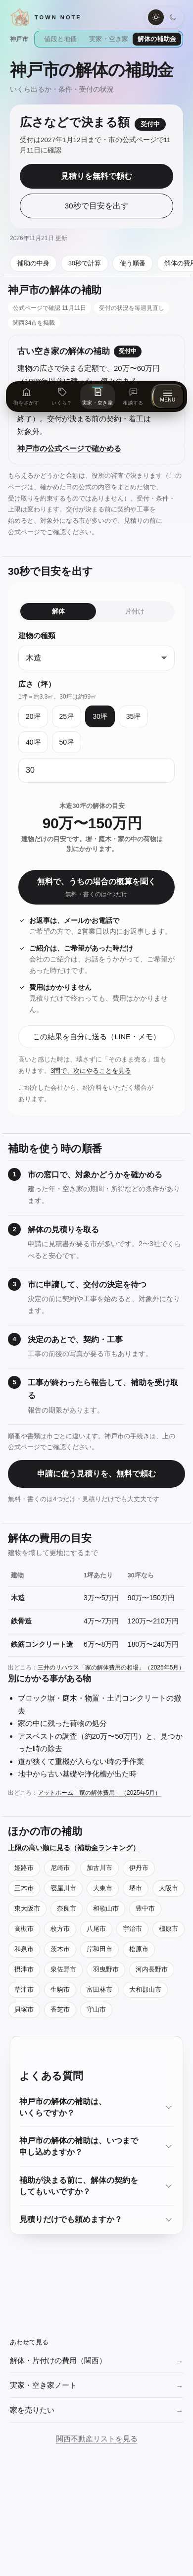 TOWN NOTE
神戸市
値段と地価
実家・空き家
解体の補助金
神戸市の解体の補助金
いくら出るか・条件・受付の状況
広さなどで決まる額 受付中
受付は2027年1月12日まで・市の公式ページで11
月11日に確認
見積りを無料で頼む
30秒で目安を出す
2026年11月21日 更新
補助の中身
30秒で計算
使う順番
解体の費用
神戸市の解体の補助金
公式ページで確認 11月11日
受付の状況を毎週見直し
関西34市を掲載
古い空き家の解体の補助 受付中
建物の広さで決まる定額で、20万〜60万円
街をさがす
いくら？
実家・空き家
相談する
MENU
終了）。交付が決まる前の契約・着工は
対象外。
神戸市の公式ページで確かめる
もらえるかどうかと金額は、役所の審査で決まります（この
ページは、確かめた日の公式の内容をまとめた物で、
受け取りを約束するものではありません）。受付・条件・
上限は変わります。交付が決まる前に契約や工事を
始めると、対象外になる市が多いので、見積りの前に
公式ページでご確認ください。
30秒で目安を出す
解体
片付け
建物の種類
木造
広さ（坪）
1坪＝約3.3㎡、30坪は約99㎡
20坪
25坪
30坪
35坪
40坪
50坪
30
木造30坪の解体の目安
90万〜150万円
建物だけの目安です。塀・庭木・家の中の荷物は
別にかかります。
無料で、うちの場合の概算を聞く
無料・書くのは4つだけ
お返事は、メールかお電話で
ご希望の方で、2営業日以内にお返事します。
ご紹介は、ご希望があった時だけ
会社のご紹介は、お話をうかがって、ご希望が
あった時だけです。
費用はかかりません
見積りだけで終わっても、費用はかかりませ
ん。
この結果を自分に送る（LINE・メモ）
高いと感じた時は、壊さずに「そのまま売る」道も
あります。3問で、次にやることを見る
ご紹介した会社から、紹介料をいただく場合が
あります。
補助を使う時の順番
1 市の窓口で、対象かどうかを確かめる
建った年・空き家の期間・所得などの条件があり
ます。
2 解体の見積りを取る
申請に見積書が要る市が多いです。2〜3社でくら
べると安心です。
3 市に申請して、交付の決定を待つ
決定の前に契約や工事を始めると、対象外になり
ます。
4 決定のあとで、契約・工事
工事の前後の写真が要る市もあります。
5 工事が終わったら報告して、補助を受け取
る
報告の期限があります。
順番や書類は市ごとに違います。神戸市の手続きは、上の
公式ページでご確認ください。
申請に使う見積りを、無料で頼む
無料・書くのは4つだけ・見積りだけでも大丈夫です
解体の費用の目安
建物を壊して更地にするまで
建物 1坪あたり 30坪なら
木造 3万〜5万円 90万〜150万円
鉄骨造 4万〜7万円 120万〜210万円
鉄筋コンクリート造 6万〜8万円 180万〜240万円
出どころ：三井のリハウス「家の解体費用の相場」（2025年5月）
別にかかる事がある物
ブロック塀・庭木・物置・土間コンクリートの撤
去
家の中に残った荷物の処分
アスベストの調査（約20万〜50万円）と、見つか
った時の除去
道が狭くて重機が入らない時の手作業
地中から古い基礎や浄化槽が出た時
出どころ：アットホーム「家の解体費用」（2025年5月）
ほかの市の補助
上限の高い順に見る（補助金ランキング）
姫路市
尼崎市
加古川市
伊丹市
三木市
寝屋川市
大東市
堺市
大阪市
東大阪市
奈良市
和歌山市
豊中市
高槻市
枚方市
八尾市
宇治市
橿原市
和泉市
茨木市
岸和田市
松原市
摂津市
泉佐野市
羽曳野市
河内長野市
草津市
生駒市
富田林市
大和郡山市
貝塚市
香芝市
守山市
よくある質問
神戸市の解体の補助は、
いくらですか？
神戸市の解体の補助は、いつまで
申し込めますか？
補助が決まる前に、解体の契約を
してもいいですか？
見積りだけでも頼めますか？
あわせて見る
解体・片付けの費用（関西）→
実家・空き家ノート→
家を売りたい→
関西不動産リストを見る